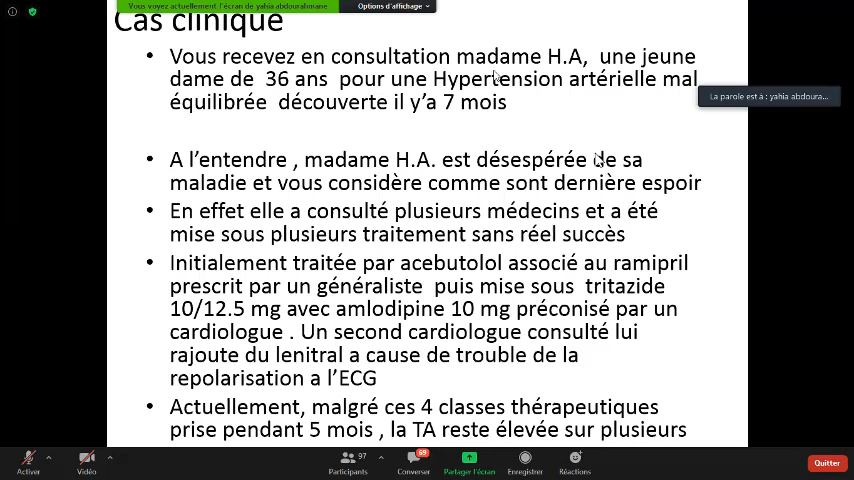 Vous voyez actuellement l'écran de yahia abdourahmane
Options d'affichage
Cas clinique
• Vous recevez en consultation madame H.A, une jeune
dame de 36 ans pour une Hypertension artérielle mal
équilibrée découverte il y'a 7 mois
La parole est à : yahia abdoura...
• A l'entendre , madame H.A. est désespérée de sa
maladie et vous considère comme sont dernière espoir
• En effet elle a consulté plusieurs médecins et a été
mise sous plusieurs traitement sans réel succès
• Initialement traitée par acebutolol associé au ramipril
prescrit par un généraliste puis mise sous tritazide
10/12.5 mg avec amlodipine 10 mg préconisé par un
cardiologue . Un second cardiologue consulté lui
rajoute du lenitral a cause de trouble de la
repolarisation a l'ECG
• Actuellement, malgré ces 4 classes thérapeutiques
prise pendant 5 mois , la TA reste élevée sur plusieurs
Activer
Vidéo
97
Participants
69
Converser
Partager l'écran
Enregistrer
Réactions
Quitter